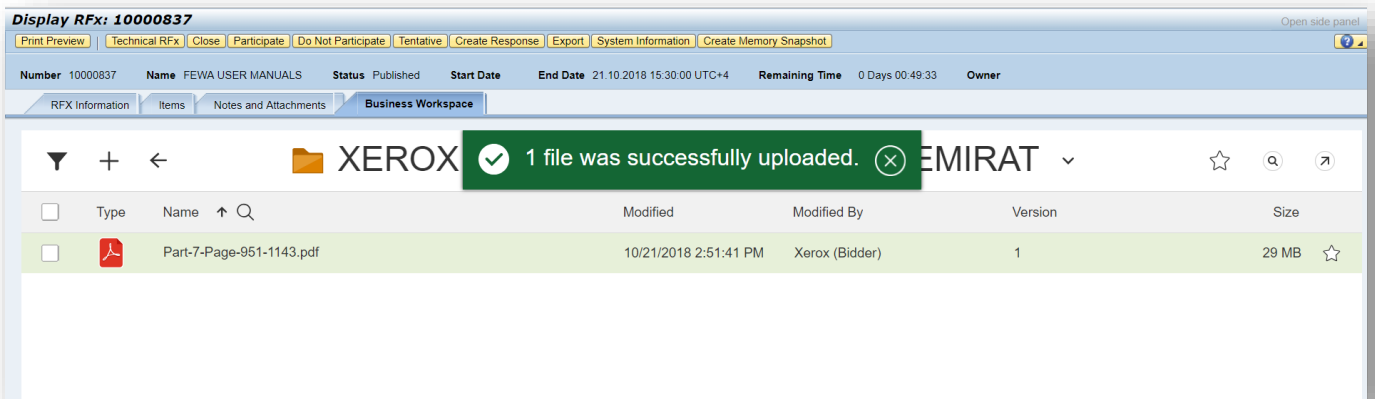 Display RFx: 10000837
Open side panel
Print Preview Technical RFx Close Participate Do Not Participate Tentative Create Response Export System Information Create Memory Snapshot
Number 10000837 Name FEWA USER MANUALS Status Published Start Date End Date 21.10.2018 15:30:00 UTC+4 Remaining Time 0 Days 00:49:33 Owner
RFX Information Items Notes and Attachments Business Workspace
XEROX 1 file was successfully uploaded. EMIRAT
Type Name Modified Modified By Version Size
Part-7-Page-951-1143.pdf 10/21/2018 2:51:41 PM Xerox (Bidder) 1 29 MB